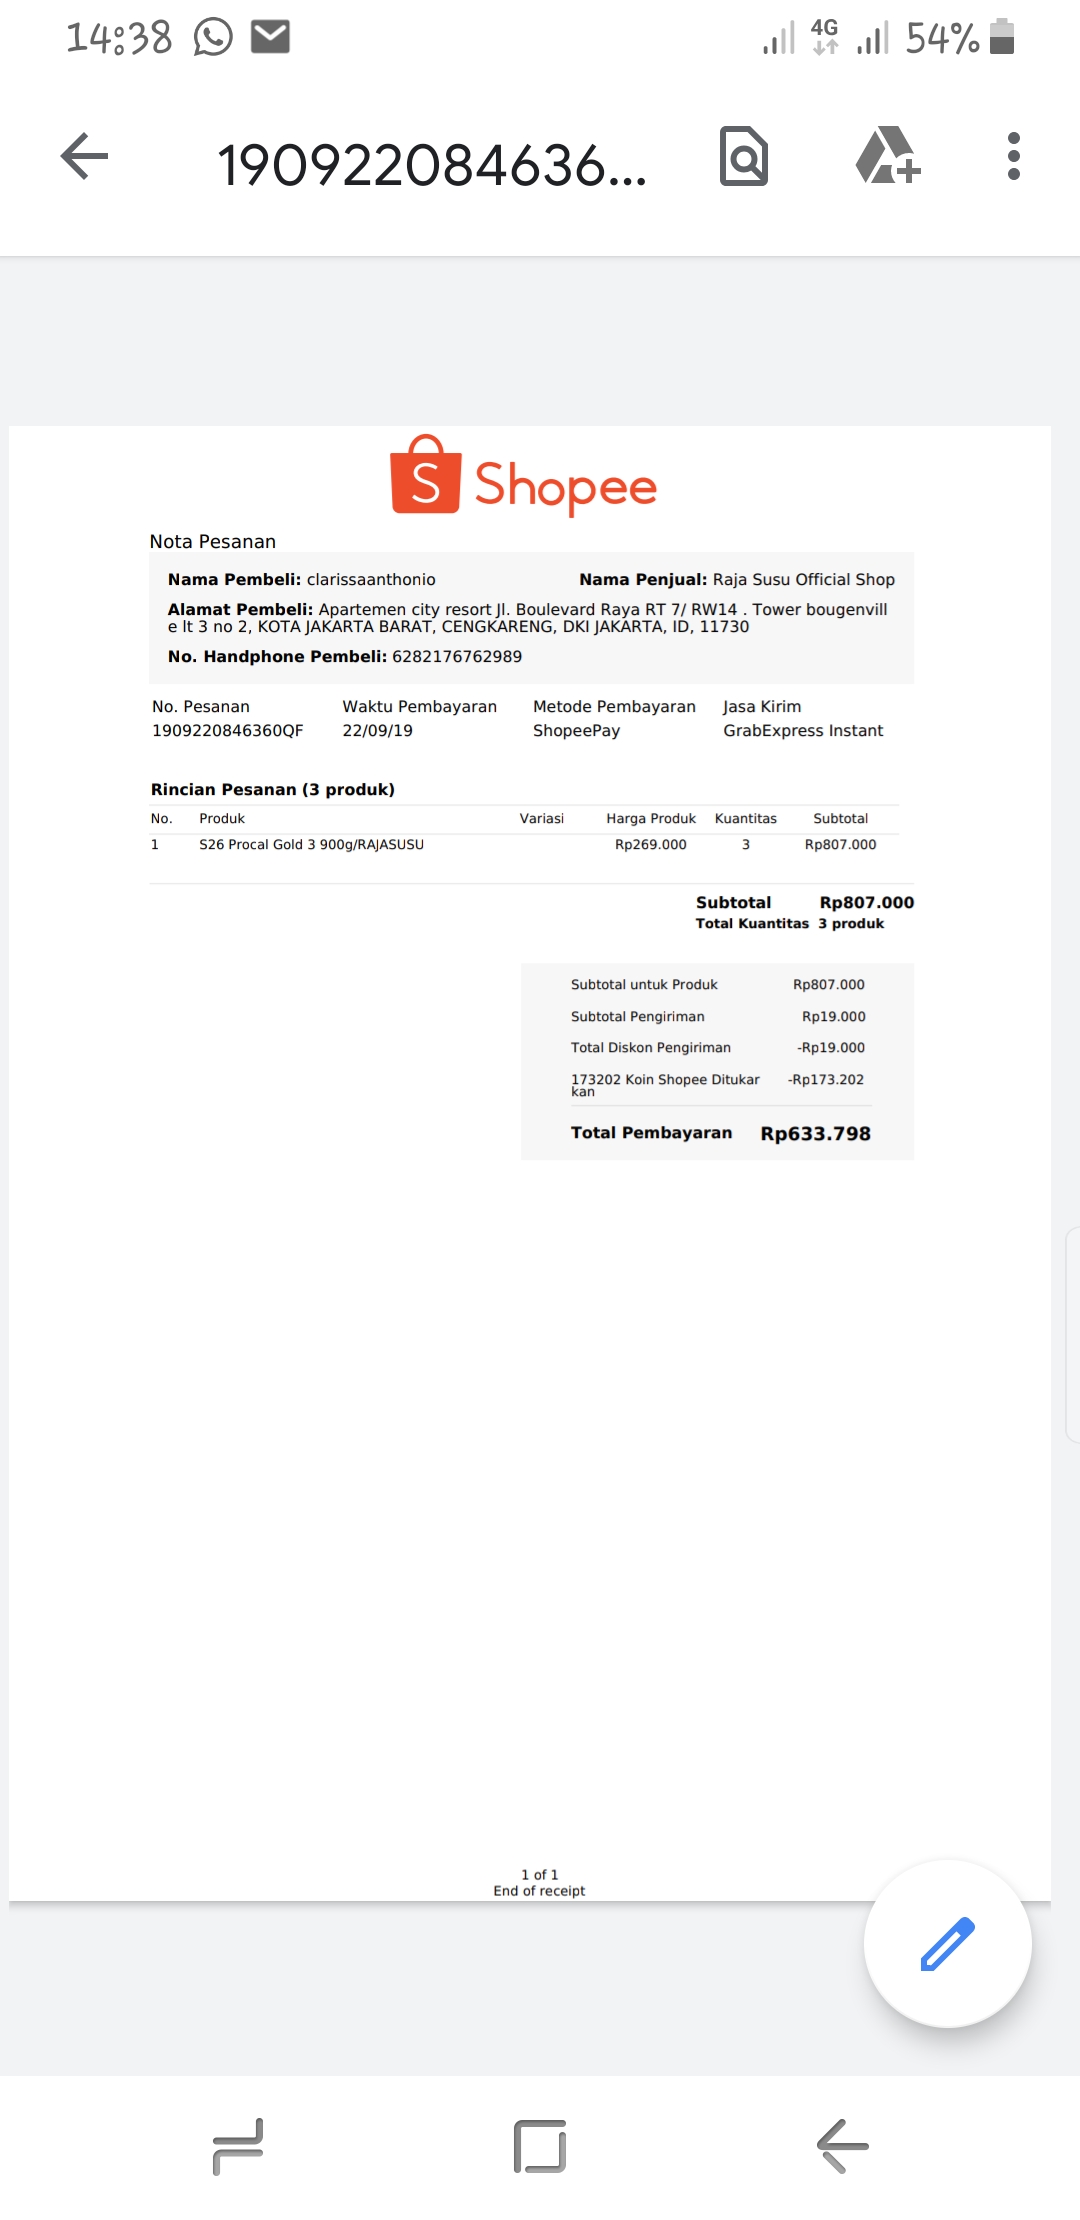 14:38 4G 54%
190922084636...
S Shopee
Nota Pesanan
Nama Pembeli: clarissaanthonio Nama Penjual: Raja Susu Official Shop
Alamat Pembeli: Apartemen city resort Jl. Boulevard Raya RT 7/ RW14 . Tower bougenvill
e lt 3 no 2, KOTA JAKARTA BARAT, CENGKARENG, DKI JAKARTA, ID, 11730
No. Handphone Pembeli: 6282176762989
No. Pesanan Waktu Pembayaran Metode Pembayaran Jasa Kirim
1909220846360QF 22/09/19 ShopeePay GrabExpress Instant
Rincian Pesanan (3 produk)
No. Produk Variasi Harga Produk Kuantitas Subtotal
1 S26 Procal Gold 3 900g/RAJASUSU Rp269.000 3 Rp807.000
Subtotal Rp807.000
Total Kuantitas 3 produk
Subtotal untuk Produk Rp807.000
Subtotal Pengiriman Rp19.000
Total Diskon Pengiriman -Rp19.000
173202 Koin Shopee Ditukar -Rp173.202
kan
Total Pembayaran Rp633.798
1 of 1
End of receipt